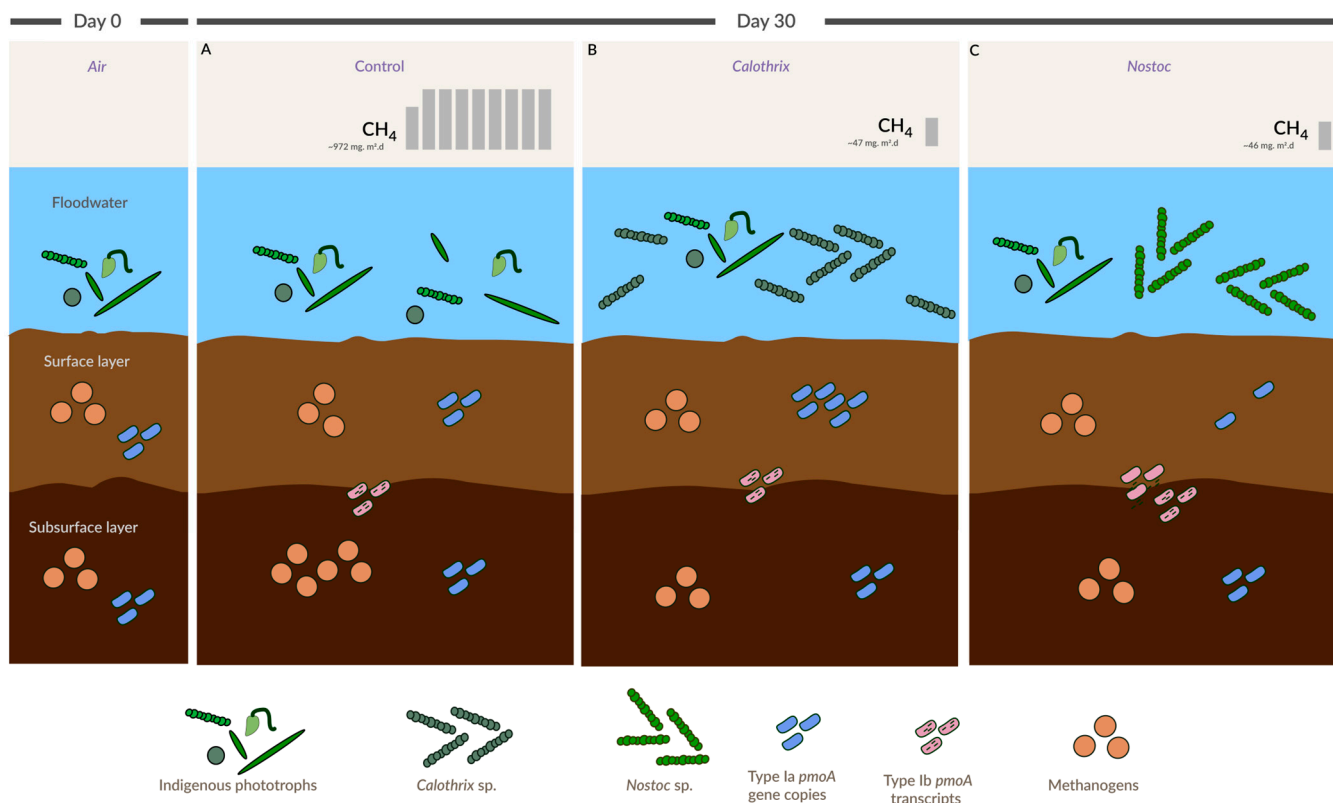 Day 0
Day 30
Air
A
Control
CH4
~972 mg. m².d
B
Calothrix
CH4
~47 mg. m².d
C
Nostoc
CH4
~46 mg. m².d
Floodwater
Surface layer
Subsurface layer
Indigenous phototrophs
Calothrix sp.
Nostoc sp.
Type Ia pmoA
gene copies
Type Ib pmoA
transcripts
Methanogens